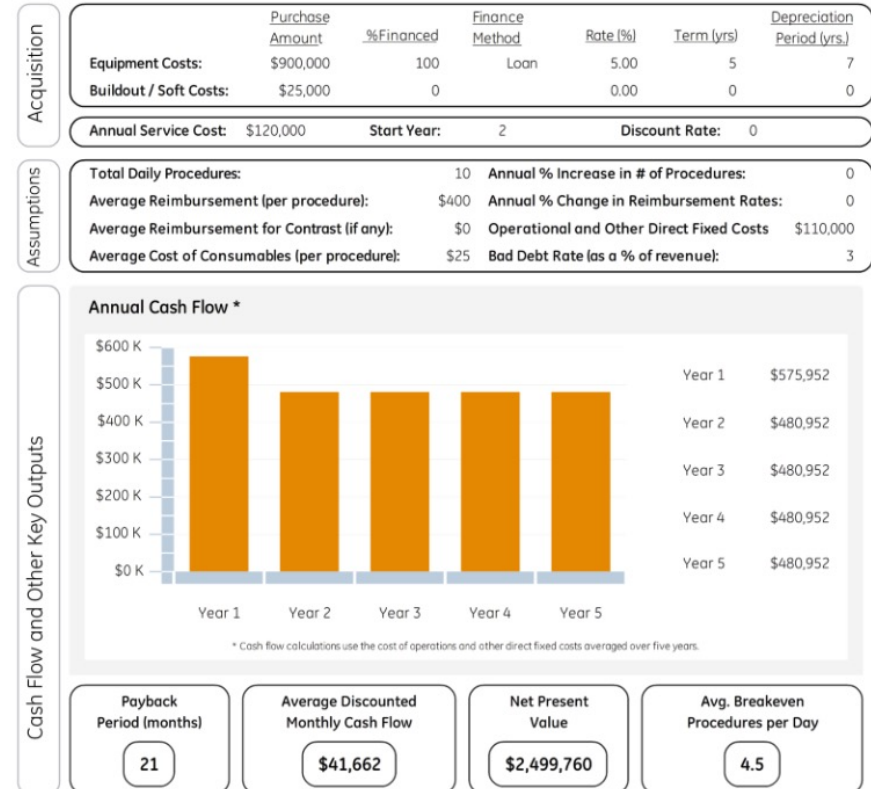 Acquisition
Purchase Amount %Financed Finance Method Rate (%) Term (yrs) Depreciation Period (yrs.)
Equipment Costs: $900,000 100 Loan 5.00 5 7
Buildout / Soft Costs: $25,000 0 0.00 0 0
Annual Service Cost: $120,000 Start Year: 2 Discount Rate: 0
Assumptions
Total Daily Procedures: 10 Annual % Increase in # of Procedures: 0
Average Reimbursement (per procedure): $400 Annual % Change in Reimbursement Rates: 0
Average Reimbursement for Contrast (if any): $0 Operational and Other Direct Fixed Costs $110,000
Average Cost of Consumables (per procedure): $25 Bad Debt Rate (as a % of revenue): 3
Cash Flow and Other Key Outputs
Annual Cash Flow *
$600 K
$500 K
$400 K
$300 K
$200 K
$100 K
$0 K
Year 1 Year 2 Year 3 Year 4 Year 5
Year 1 $575,952
Year 2 $480,952
Year 3 $480,952
Year 4 $480,952
Year 5 $480,952
* Cash flow calculations use the cost of operations and other direct fixed costs averaged over five years.
Payback
Period (months)
21
Average Discounted
Monthly Cash Flow
$41,662
Net Present
Value
$2,499,760
Avg. Breakeven
Procedures per Day
4.5